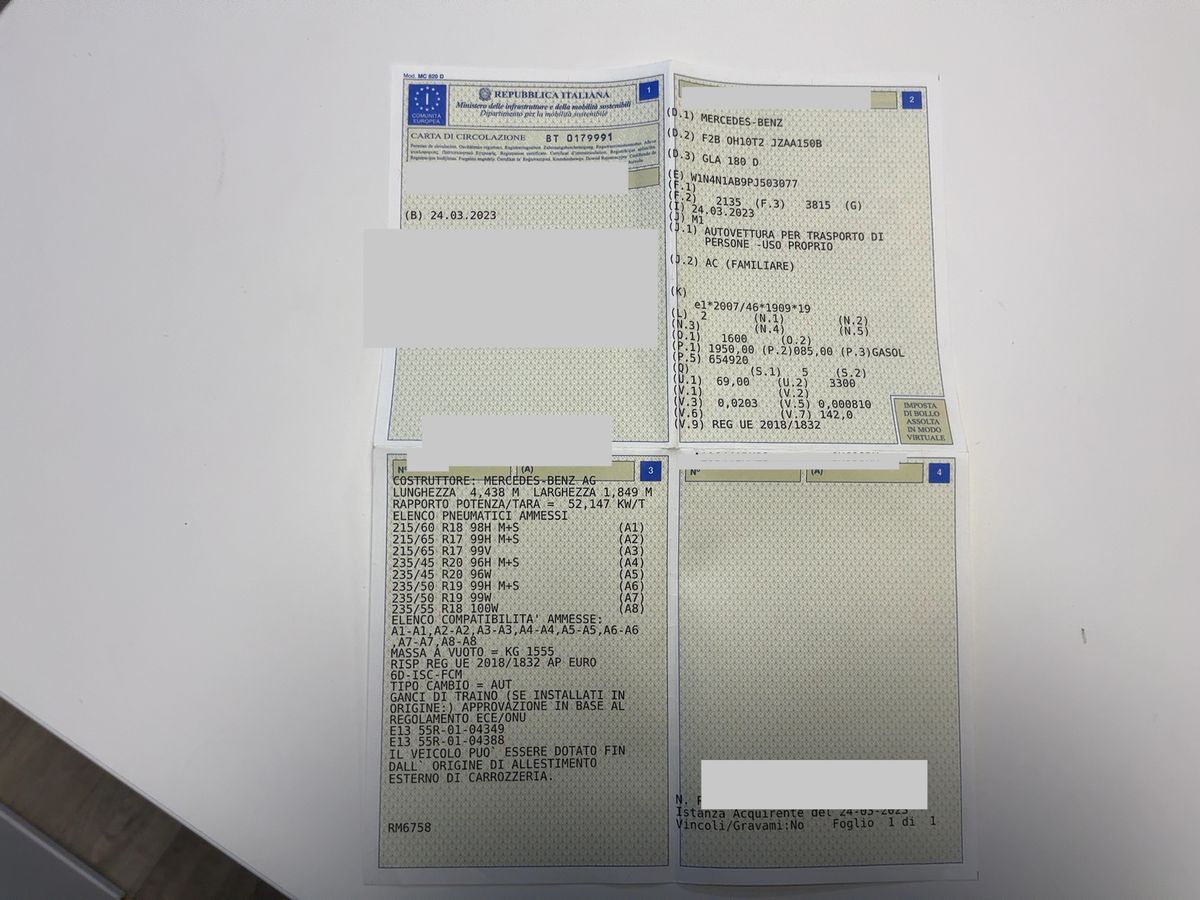 Mod. MC 820 D
I
COMUNITÀ
EUROPEA
REPUBBLICA ITALIANA
Ministero delle infrastrutture e della mobilità sostenibili
Dipartimento per la mobilità sostenibile
1
CARTA DI CIRCOLAZIONE BT 0179991
(B) 24.03.2023
2
(D.1) MERCEDES-BENZ
(D.2) F2B OH10T2 JZAA150B
(D.3) GLA 180 D
(E) W1N4N1AB9PJ503077
(F.1)
(F.2) 2135 (F.3) 3815 (G)
(I) 24.03.2023
(J) M1
(J.1) AUTOVETTURA PER TRASPORTO DI
PERSONE -USO PROPRIO
(J.2) AC (FAMILIARE)
(K)
e1*2007/46*1909*19
(L) 2 (N.1) (N.2)
(N.3) (N.4) (N.5)
(O.1) 1600 (O.2)
(P.1) 1950,00 (P.2)085,00 (P.3)GASOL
(P.5) 654920
(Q) (S.1) 5 (S.2)
(U.1) 69,00 (U.2) 3300
(V.1) (V.2)
(V.3) 0,0203 (V.5) 0,000810
(V.6) (V.7) 142,0
(V.9) REG UE 2018/1832
IMPOSTA
DI BOLLO
ASSOLTA
IN MODO
VIRTUALE
N° (A) 3
COSTRUTTORE: MERCEDES-BENZ AG
LUNGHEZZA 4,438 M LARGHEZZA 1,849 M
RAPPORTO POTENZA/TARA = 52,147 KW/T
ELENCO PNEUMATICI AMMESSI
215/60 R18 98H M+S (A1)
215/65 R17 99H M+S (A2)
215/65 R17 99V (A3)
235/45 R20 96H M+S (A4)
235/45 R20 96W (A5)
235/50 R19 99H M+S (A6)
235/50 R19 99W (A7)
235/55 R18 100W (A8)
ELENCO COMPATIBILITA' AMMESSE:
A1-A1,A2-A2,A3-A3,A4-A4,A5-A5,A6-A6
,A7-A7,A8-A8
MASSA A VUOTO = KG 1555
RISP REG UE 2018/1832 AP EURO
6D-ISC-FCM
TIPO CAMBIO = AUT
GANCI DI TRAINO (SE INSTALLATI IN
ORIGINE:) APPROVAZIONE IN BASE AL
REGOLAMENTO ECE/ONU
E13 55R-01-04349
E13 55R-01-04388
IL VEICOLO PUO` ESSERE DOTATO FIN
DALL` ORIGINE DI ALLESTIMENTO
ESTERNO DI CARROZZERIA.
RM6758
N° (A) 4
N.
Istanza Acquirente del 24-03-2023
Vincoli/Gravami:No Foglio 1 di 1